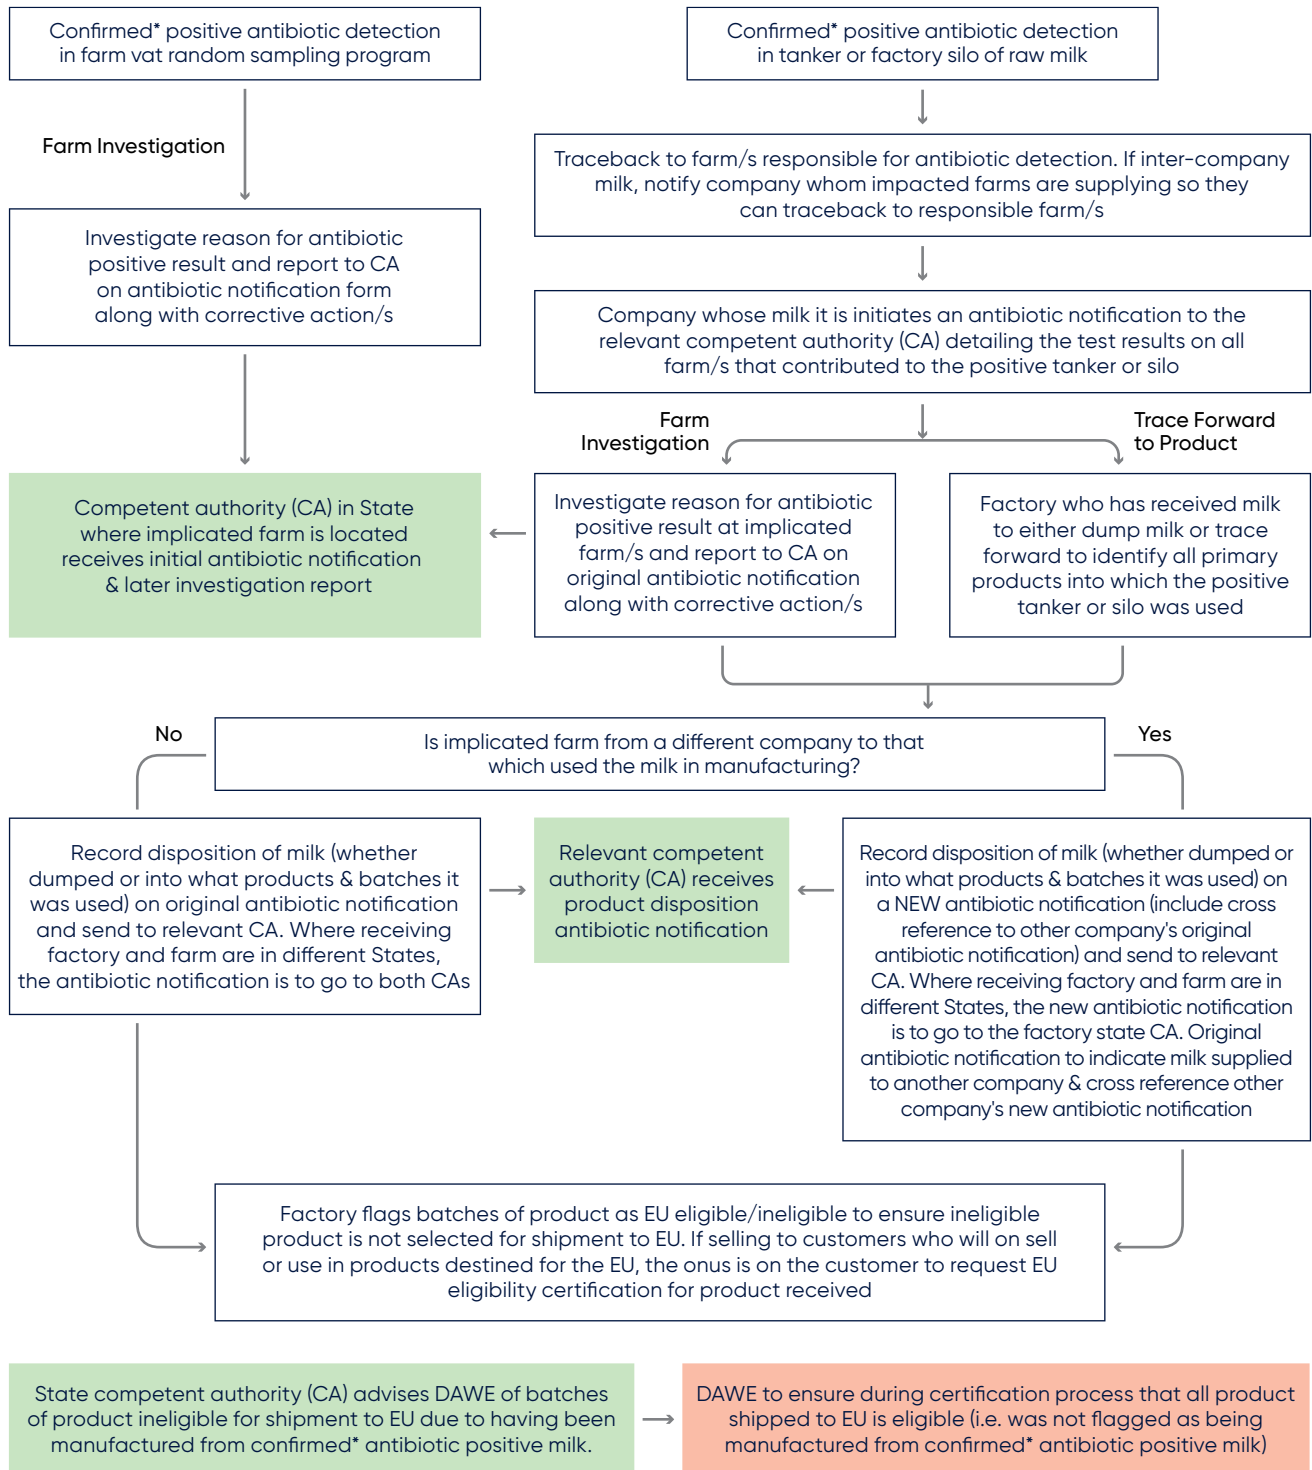 Confirmed* positive antibiotic detection
in farm vat random sampling program
Confirmed* positive antibiotic detection
in tanker or factory silo of raw milk
Farm Investigation
Traceback to farm/s responsible for antibiotic detection. If inter-company
milk, notify company whom impacted farms are supplying so they
can traceback to responsible farm/s
Investigate reason for antibiotic
positive result and report to CA
on antibiotic notification form
along with corrective action/s
Company whose milk it is initiates an antibiotic notification to the
relevant competent authority (CA) detailing the test results on all
farm/s that contributed to the positive tanker or silo
Farm
Investigation
Trace Forward
to Product
Competent authority (CA) in State
where implicated farm is located
receives initial antibiotic notification
& later investigation report
Investigate reason for antibiotic
positive result at implicated
farm/s and report to CA on
original antibiotic notification
along with corrective action/s
Factory who has received milk
to either dump milk or trace
forward to identify all primary
products into which the positive
tanker or silo was used
No
Is implicated farm from a different company to that
which used the milk in manufacturing?
Yes
Record disposition of milk (whether
dumped or into what products & batches it
was used) on original antibiotic notification
and send to relevant CA. Where receiving
factory and farm are in different States,
the antibiotic notification is to go to both CAs
Relevant competent
authority (CA) receives
product disposition
antibiotic notification
Record disposition of milk (whether dumped or
into what products & batches it was used) on
a NEW antibiotic notification (include cross
reference to other company's original
antibiotic notification) and send to relevant
CA. Where receiving factory and farm are in
different States, the new antibiotic notification
is to go to the factory state CA. Original
antibiotic notification to indicate milk supplied
to another company & cross reference other
company's new antibiotic notification
Factory flags batches of product as EU eligible/ineligible to ensure ineligible
product is not selected for shipment to EU. If selling to customers who will on sell
or use in products destined for the EU, the onus is on the customer to request EU
eligibility certification for product received
State competent authority (CA) advises DAWE of batches
of product ineligible for shipment to EU due to having been
manufactured from confirmed* antibiotic positive milk.
DAWE to ensure during certification process that all product
shipped to EU is eligible (i.e. was not flagged as being
manufactured from confirmed* antibiotic positive milk)